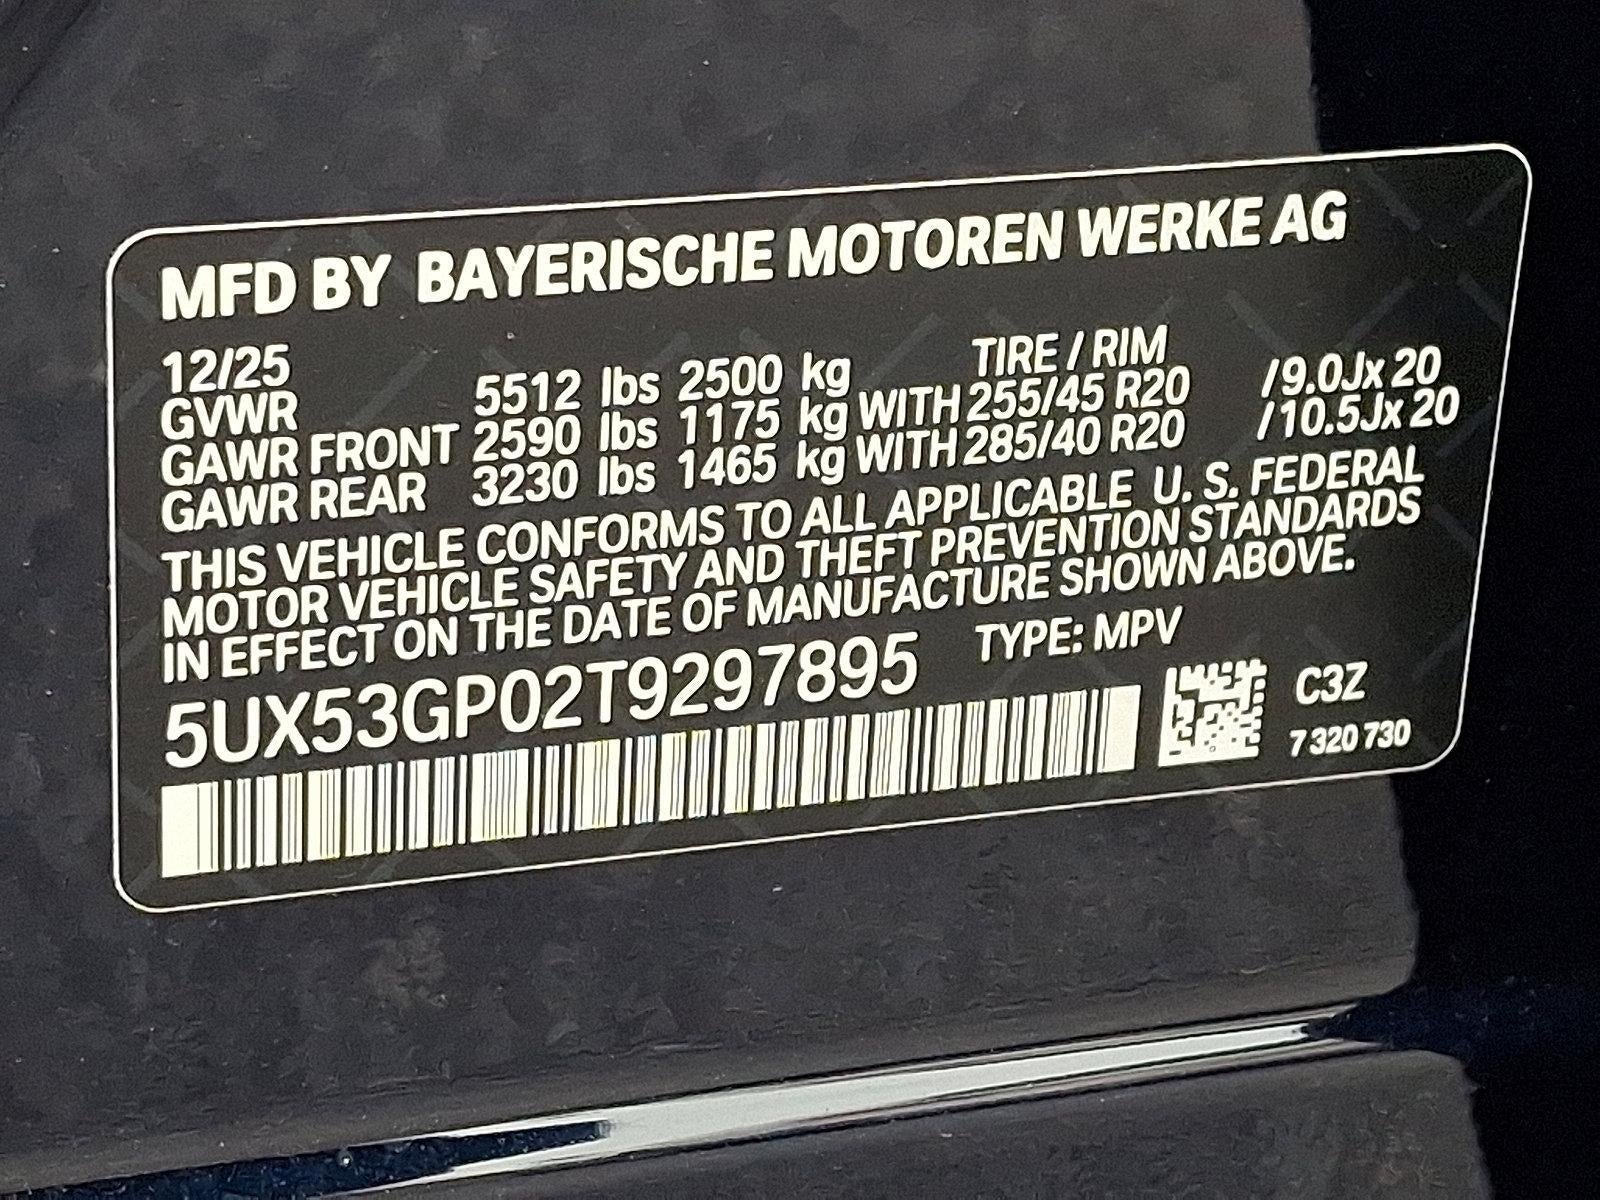 MFD BY BAYERISCHE MOTOREN WERKE AG
12/25 TIRE / RIM
GVWR 5512 lbs 2500 kg
GAWR FRONT 2590 lbs 1175 kg WITH 255/45 R20 /9.0Jx 20
GAWR REAR 3230 lbs 1465 kg WITH 285/40 R20 /10.5Jx 20
THIS VEHICLE CONFORMS TO ALL APPLICABLE U. S. FEDERAL
MOTOR VEHICLE SAFETY AND THEFT PREVENTION STANDARDS
IN EFFECT ON THE DATE OF MANUFACTURE SHOWN ABOVE.
5UX53GP02T9297895 TYPE: MPV
C3Z
7 320 730